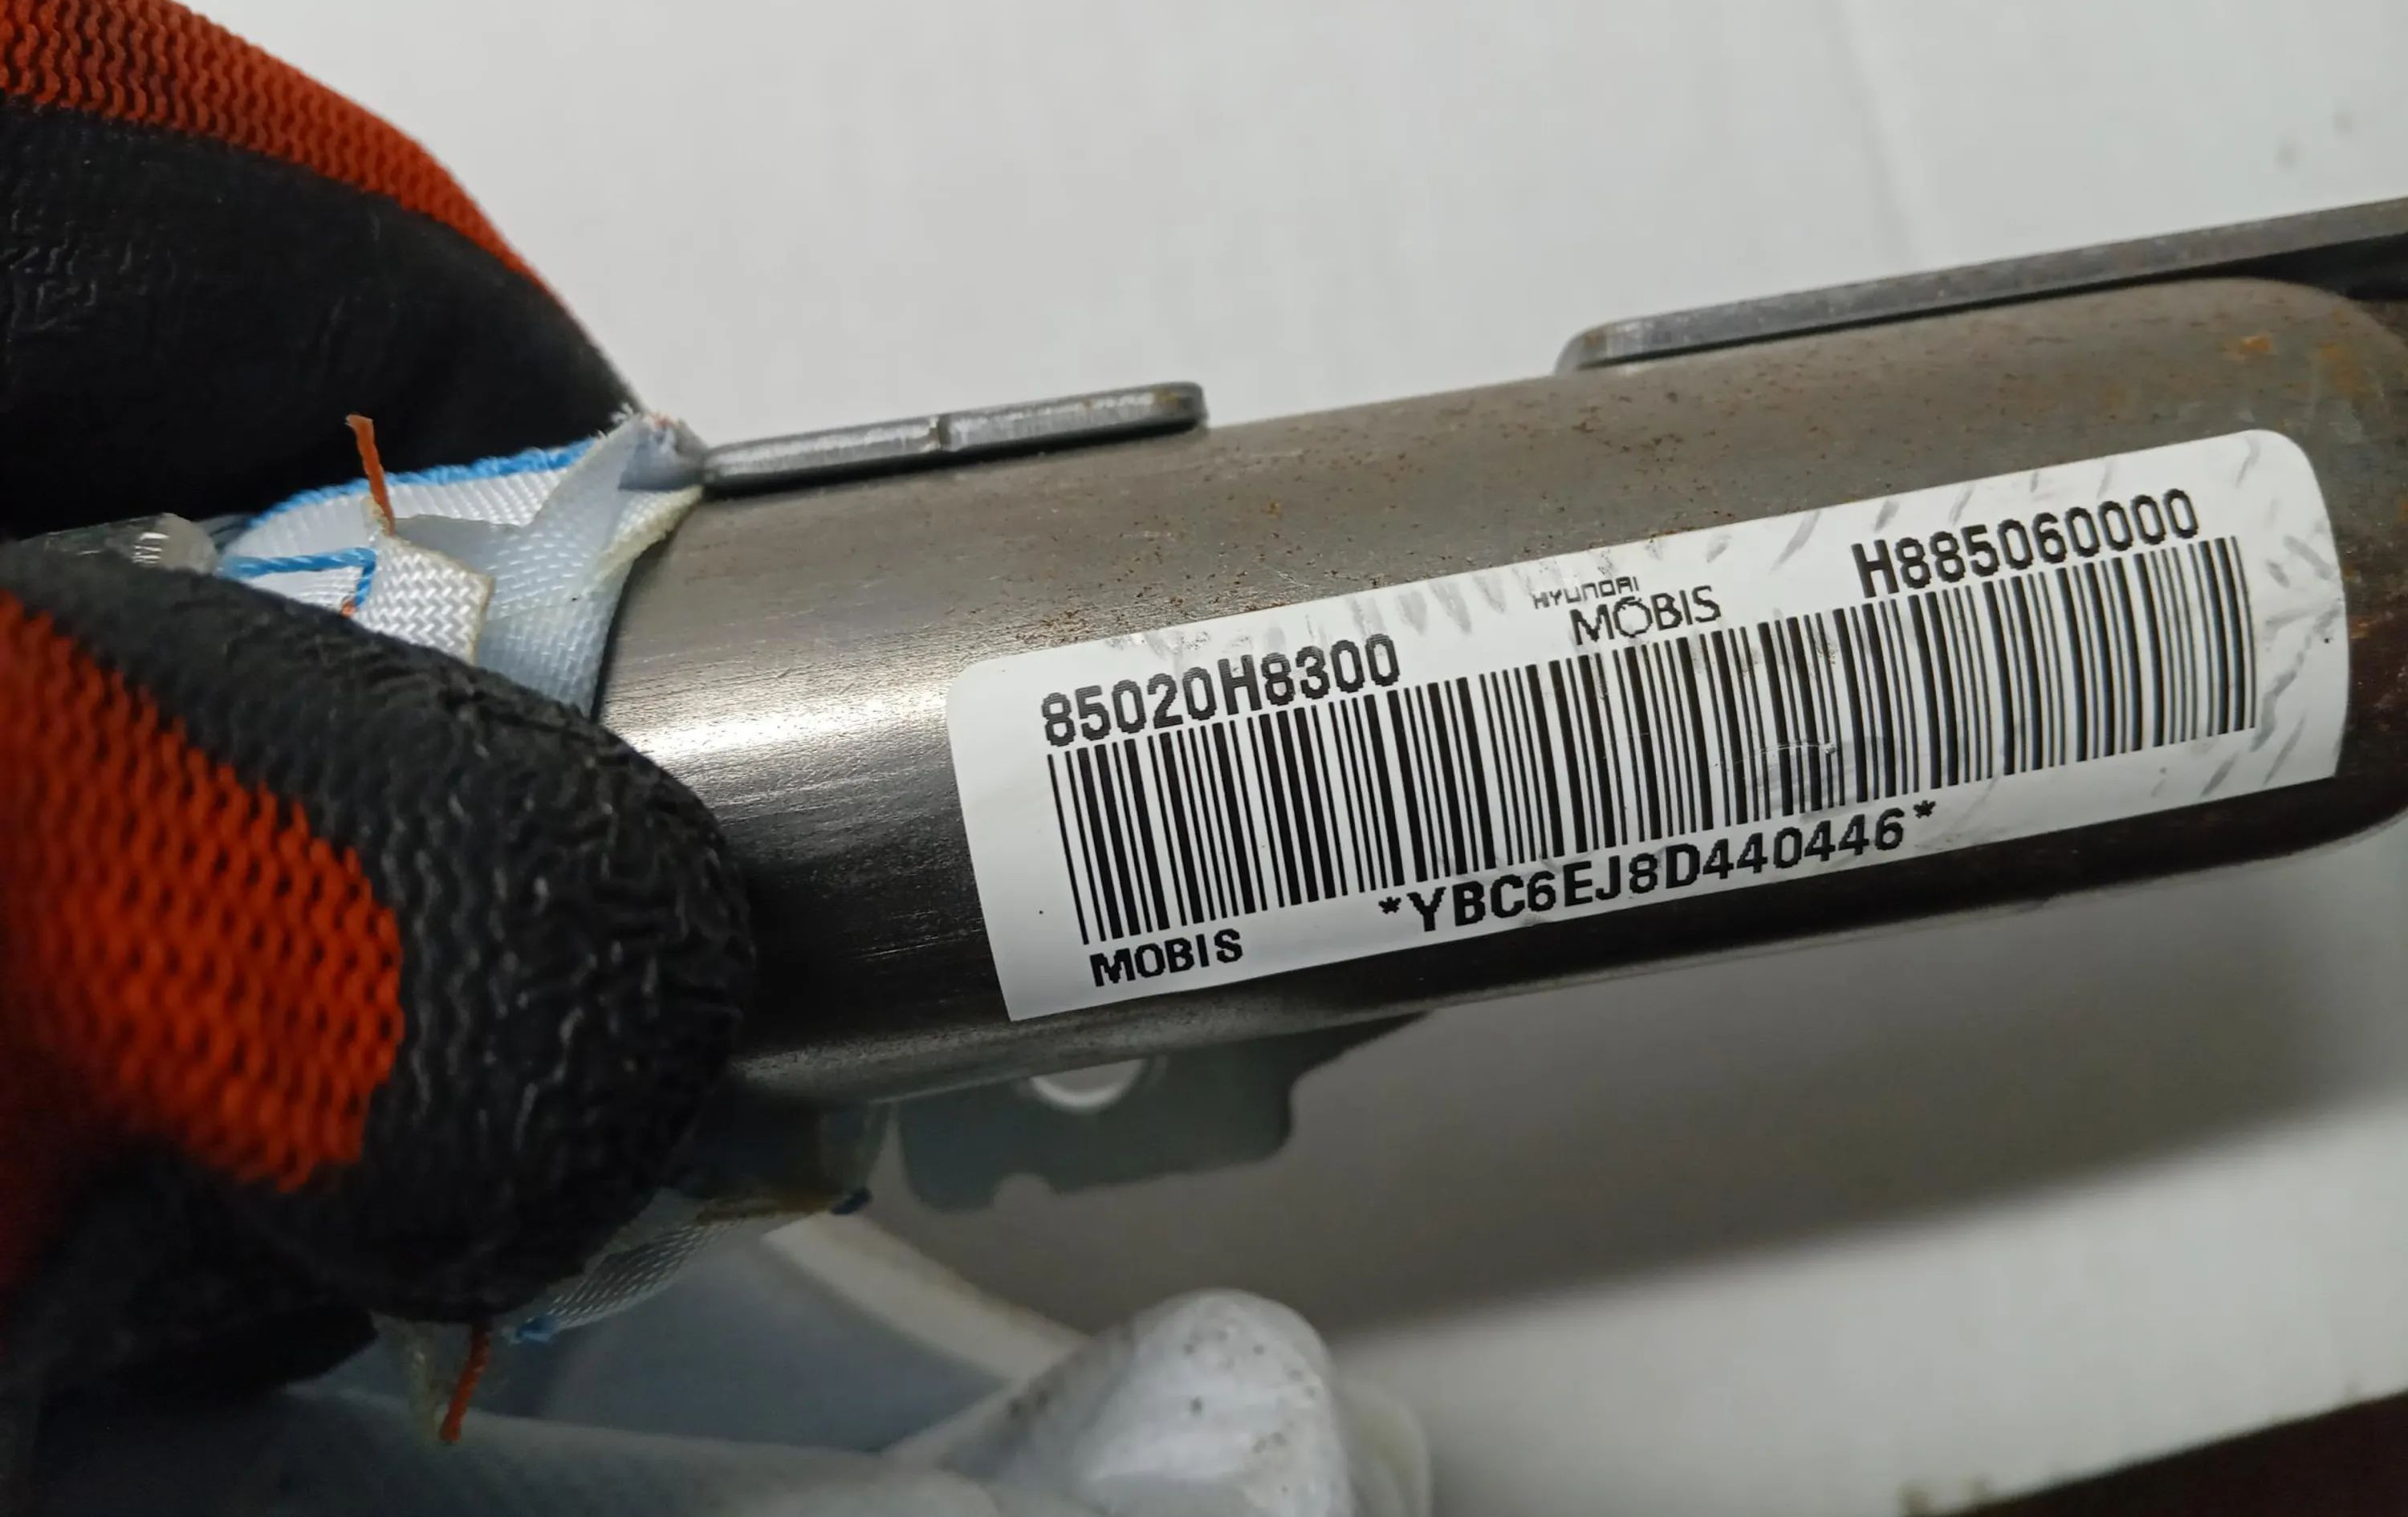 85020H8300
HYUNDAI
MOBIS
H885060000
*YBC6EJ8D440446*
MOBIS